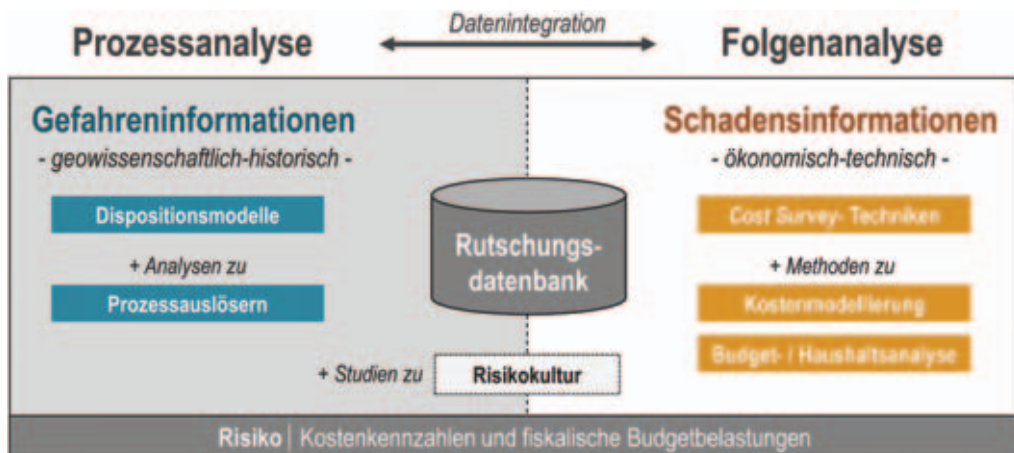 Prozessanalyse
Datenintegration
Folgenanalyse
Gefahreninformationen
- geowissenschaftlich-historisch -
Dispositionsmodelle
+ Analysen zu
Prozessauslösern
Rutschungs-
datenbank
+ Studien zu
Risikokultur
Schadensinformationen
- ökonomisch-technisch -
Cost Survey- Techniken
+ Methoden zu
Kostenmodellierung
Budget- / Haushaltsanalyse
Risiko | Kostenkennzahlen und fiskalische Budgetbelastungen